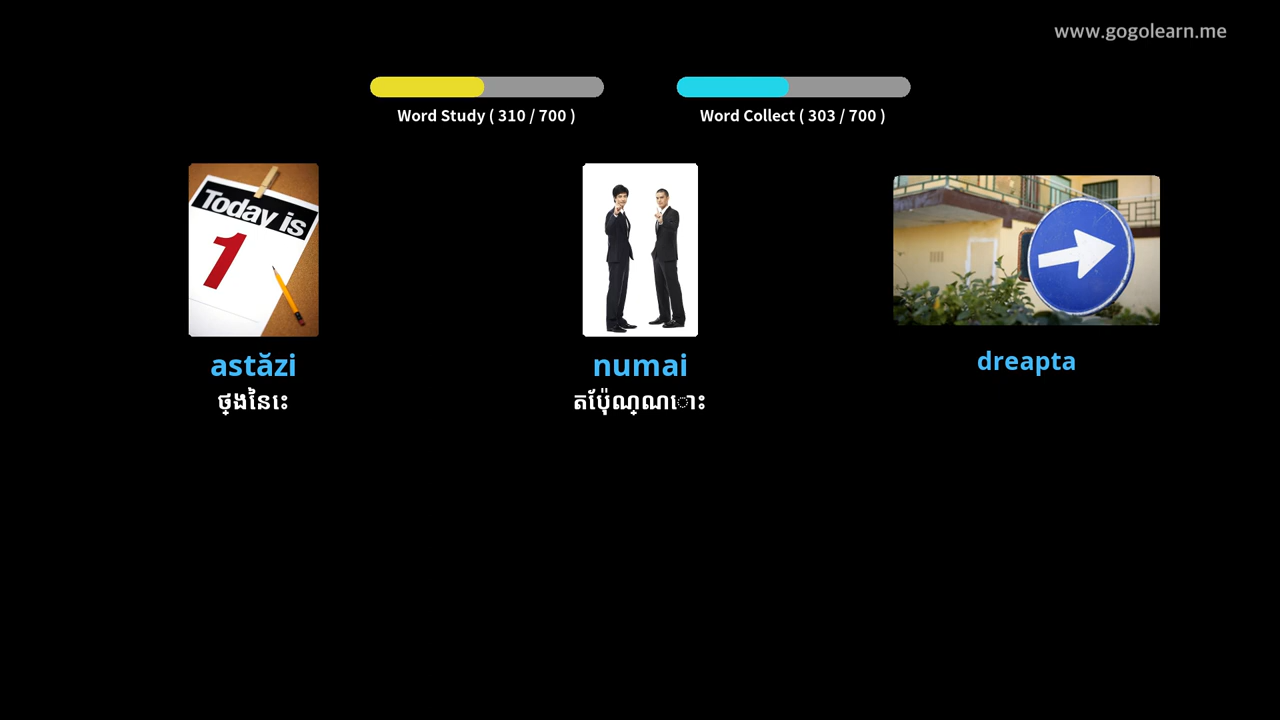 www.gogolearn.me
Word Study ( 310 / 700 )
Word Collect ( 303 / 700 )
Today is
1
astăzi
ថ្ងៃនេះ
numai
តែប៉ុណ្ណោះ
dreapta